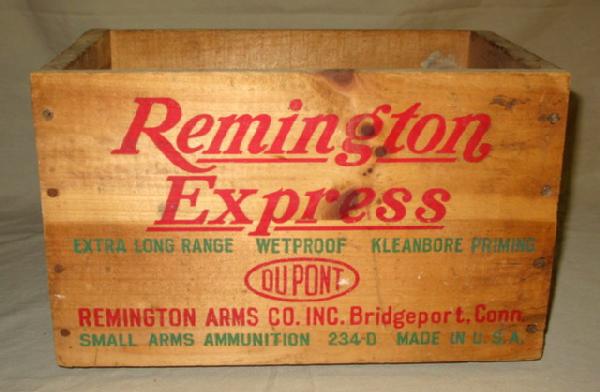 Remington
Express
EXTRA LONG RANGE WETPROOF KLEANBORE PRIMING
DU PONT
REMINGTON ARMS CO. INC. Bridgeport, Conn.
SMALL ARMS AMMUNITION 234-D MADE IN U.S.A.